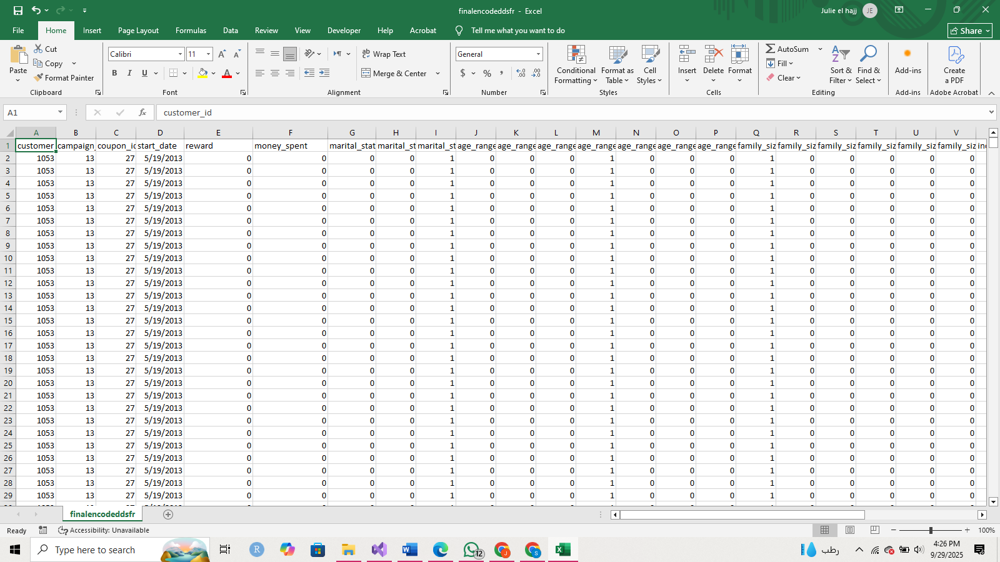 finalencodeddsfr - Excel
Julie el hajj JE
File Home Insert Page Layout Formulas Data Review View Developer Help Acrobat Tell me what you want to do Share
Paste Cut Copy Format Painter Clipboard
Calibri 11 A A B I U A Font
ab Wrap Text Merge & Center Alignment
General $ % , Number
Conditional Formatting Format as Table Cell Styles Styles
Insert Delete Format Cells
AutoSum Fill Clear Sort & Filter Find & Select Editing
Add-ins Add-ins
Create a PDF Adobe Acrobat
A1 fx customer_id
A B C D E F G H I J K L M N O P Q R S T U V
1 customer campaign_ coupon_id start_date reward money_spent marital_stat marital_st marital_st age_range age_range age_range age_range age_range age_range age_range family_siz family_siz family_siz family_siz family_siz family_siz in
2 1053 13 27 5/19/2013 0 0 0 0 1 0 0 0 1 0 0 0 1 0 0 0 0 0
3 1053 13 27 5/19/2013 0 0 0 0 1 0 0 0 1 0 0 0 1 0 0 0 0 0
4 1053 13 27 5/19/2013 0 0 0 0 1 0 0 0 1 0 0 0 1 0 0 0 0 0
5 1053 13 27 5/19/2013 0 0 0 0 1 0 0 0 1 0 0 0 1 0 0 0 0 0
6 1053 13 27 5/19/2013 0 0 0 0 1 0 0 0 1 0 0 0 1 0 0 0 0 0
7 1053 13 27 5/19/2013 0 0 0 0 1 0 0 0 1 0 0 0 1 0 0 0 0 0
8 1053 13 27 5/19/2013 0 0 0 0 1 0 0 0 1 0 0 0 1 0 0 0 0 0
9 1053 13 27 5/19/2013 0 0 0 0 1 0 0 0 1 0 0 0 1 0 0 0 0 0
10 1053 13 27 5/19/2013 0 0 0 0 1 0 0 0 1 0 0 0 1 0 0 0 0 0
11 1053 13 27 5/19/2013 0 0 0 0 1 0 0 0 1 0 0 0 1 0 0 0 0 0
12 1053 13 27 5/19/2013 0 0 0 0 1 0 0 0 1 0 0 0 1 0 0 0 0 0
13 1053 13 27 5/19/2013 0 0 0 0 1 0 0 0 1 0 0 0 1 0 0 0 0 0
14 1053 13 27 5/19/2013 0 0 0 0 1 0 0 0 1 0 0 0 1 0 0 0 0 0
15 1053 13 27 5/19/2013 0 0 0 0 1 0 0 0 1 0 0 0 1 0 0 0 0 0
16 1053 13 27 5/19/2013 0 0 0 0 1 0 0 0 1 0 0 0 1 0 0 0 0 0
17 1053 13 27 5/19/2013 0 0 0 0 1 0 0 0 1 0 0 0 1 0 0 0 0 0
18 1053 13 27 5/19/2013 0 0 0 0 1 0 0 0 1 0 0 0 1 0 0 0 0 0
19 1053 13 27 5/19/2013 0 0 0 0 1 0 0 0 1 0 0 0 1 0 0 0 0 0
20 1053 13 27 5/19/2013 0 0 0 0 1 0 0 0 1 0 0 0 1 0 0 0 0 0
21 1053 13 27 5/19/2013 0 0 0 0 1 0 0 0 1 0 0 0 1 0 0 0 0 0
22 1053 13 27 5/19/2013 0 0 0 0 1 0 0 0 1 0 0 0 1 0 0 0 0 0
23 1053 13 27 5/19/2013 0 0 0 0 1 0 0 0 1 0 0 0 1 0 0 0 0 0
24 1053 13 27 5/19/2013 0 0 0 0 1 0 0 0 1 0 0 0 1 0 0 0 0 0
25 1053 13 27 5/19/2013 0 0 0 0 1 0 0 0 1 0 0 0 1 0 0 0 0 0
26 1053 13 27 5/19/2013 0 0 0 0 1 0 0 0 1 0 0 0 1 0 0 0 0 0
27 1053 13 27 5/19/2013 0 0 0 0 1 0 0 0 1 0 0 0 1 0 0 0 0 0
28 1053 13 27 5/19/2013 0 0 0 0 1 0 0 0 1 0 0 0 1 0 0 0 0 0
29 1053 13 27 5/19/2013 0 0 0 0 1 0 0 0 1 0 0 0 1 0 0 0 0 0
finalencodeddsfr
Ready Accessibility: Unavailable 100%
Type here to search 12 رطب 4:26 PM
9/29/2025